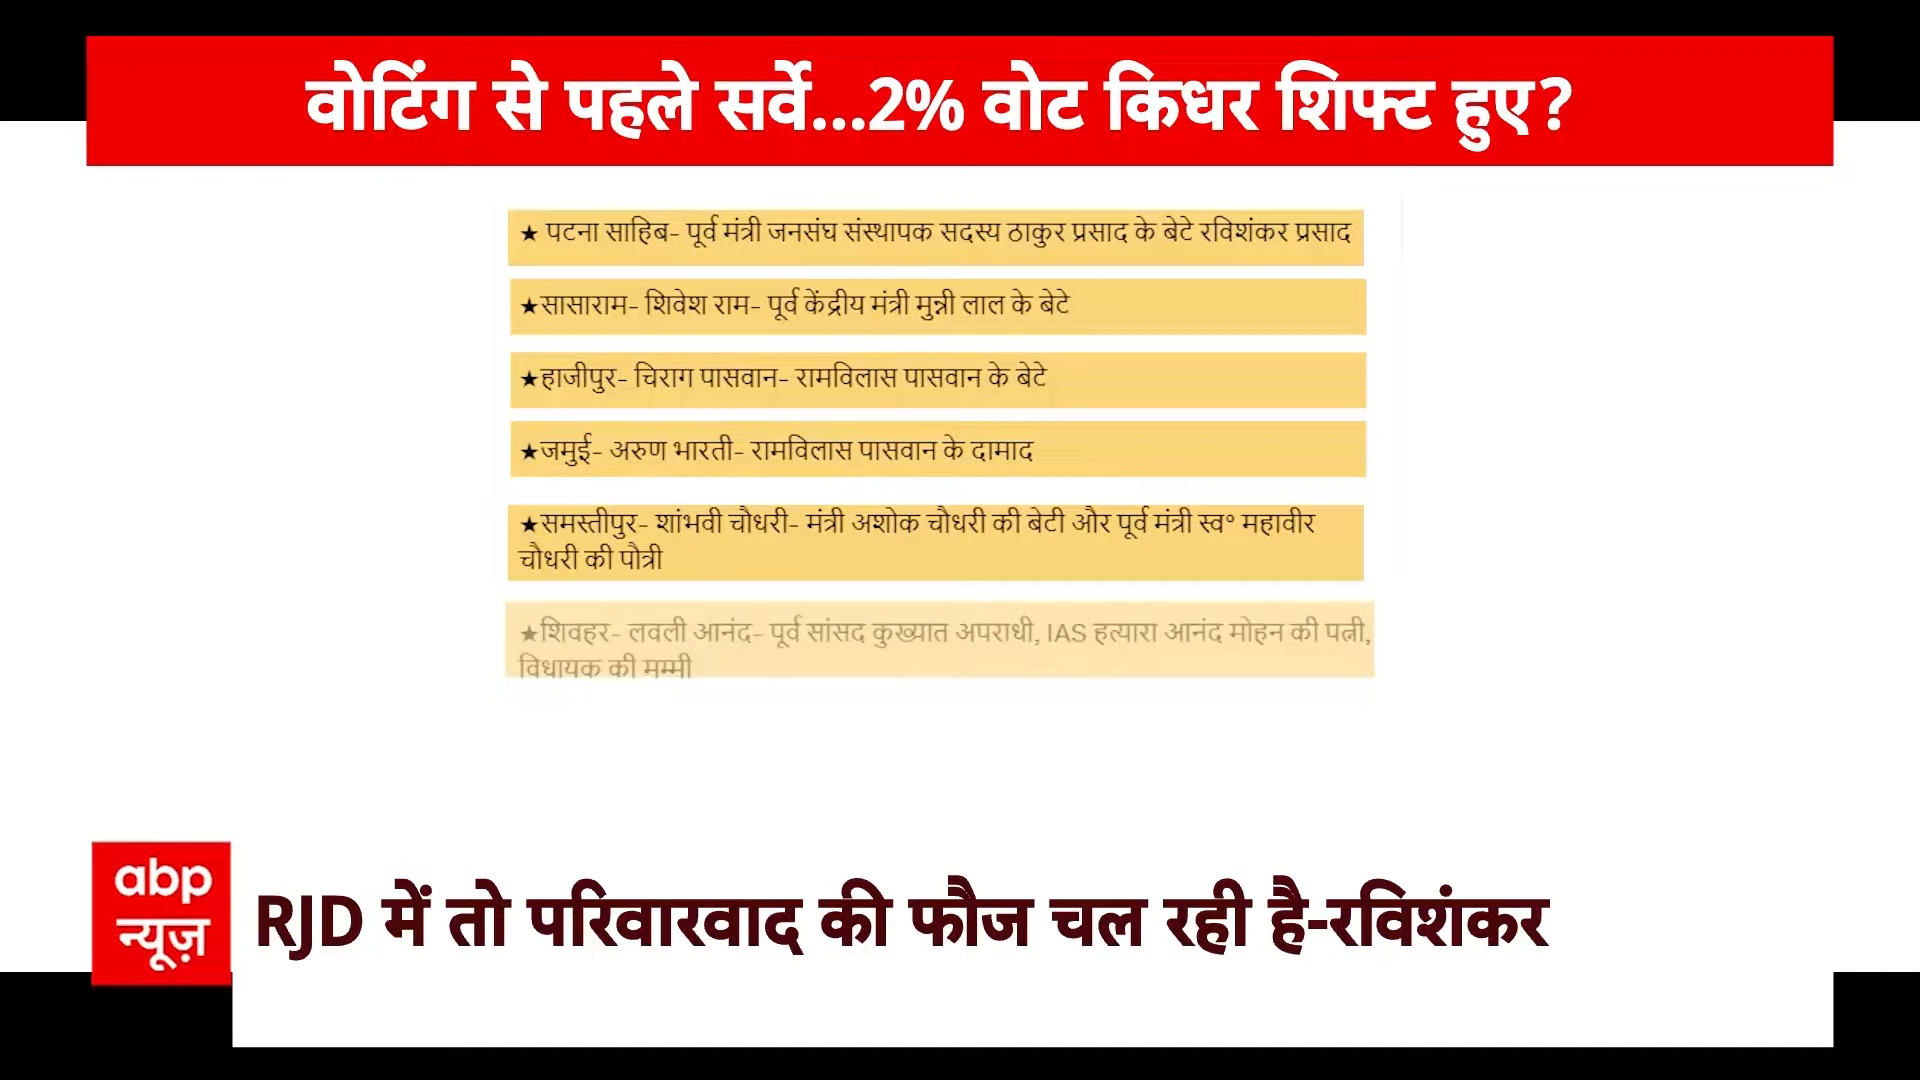 वोटिंग से पहले सर्वे...2% वोट किधर शिफ्ट हुए?
★ पटना साहिब- पूर्व मंत्री जनसंघ संस्थापक सदस्य ठाकुर प्रसाद के बेटे रविशंकर प्रसाद
★सासाराम- शिवेश राम- पूर्व केंद्रीय मंत्री मुन्नी लाल के बेटे
★हाजीपुर- चिराग पासवान- रामविलास पासवान के बेटे
★जमुई- अरुण भारती- रामविलास पासवान के दामाद
★समस्तीपुर- शांभवी चौधरी- मंत्री अशोक चौधरी की बेटी और पूर्व मंत्री स्व° महावीर
चौधरी की पौत्री
★शिवहर- लवली आनंद- पूर्व सांसद कुख्यात अपराधी, IAS हत्यारा आनंद मोहन की पत्नी,
विधायक की मम्मी
abp
न्यूज़
RJD में तो परिवारवाद की फौज चल रही है-रविशंकर